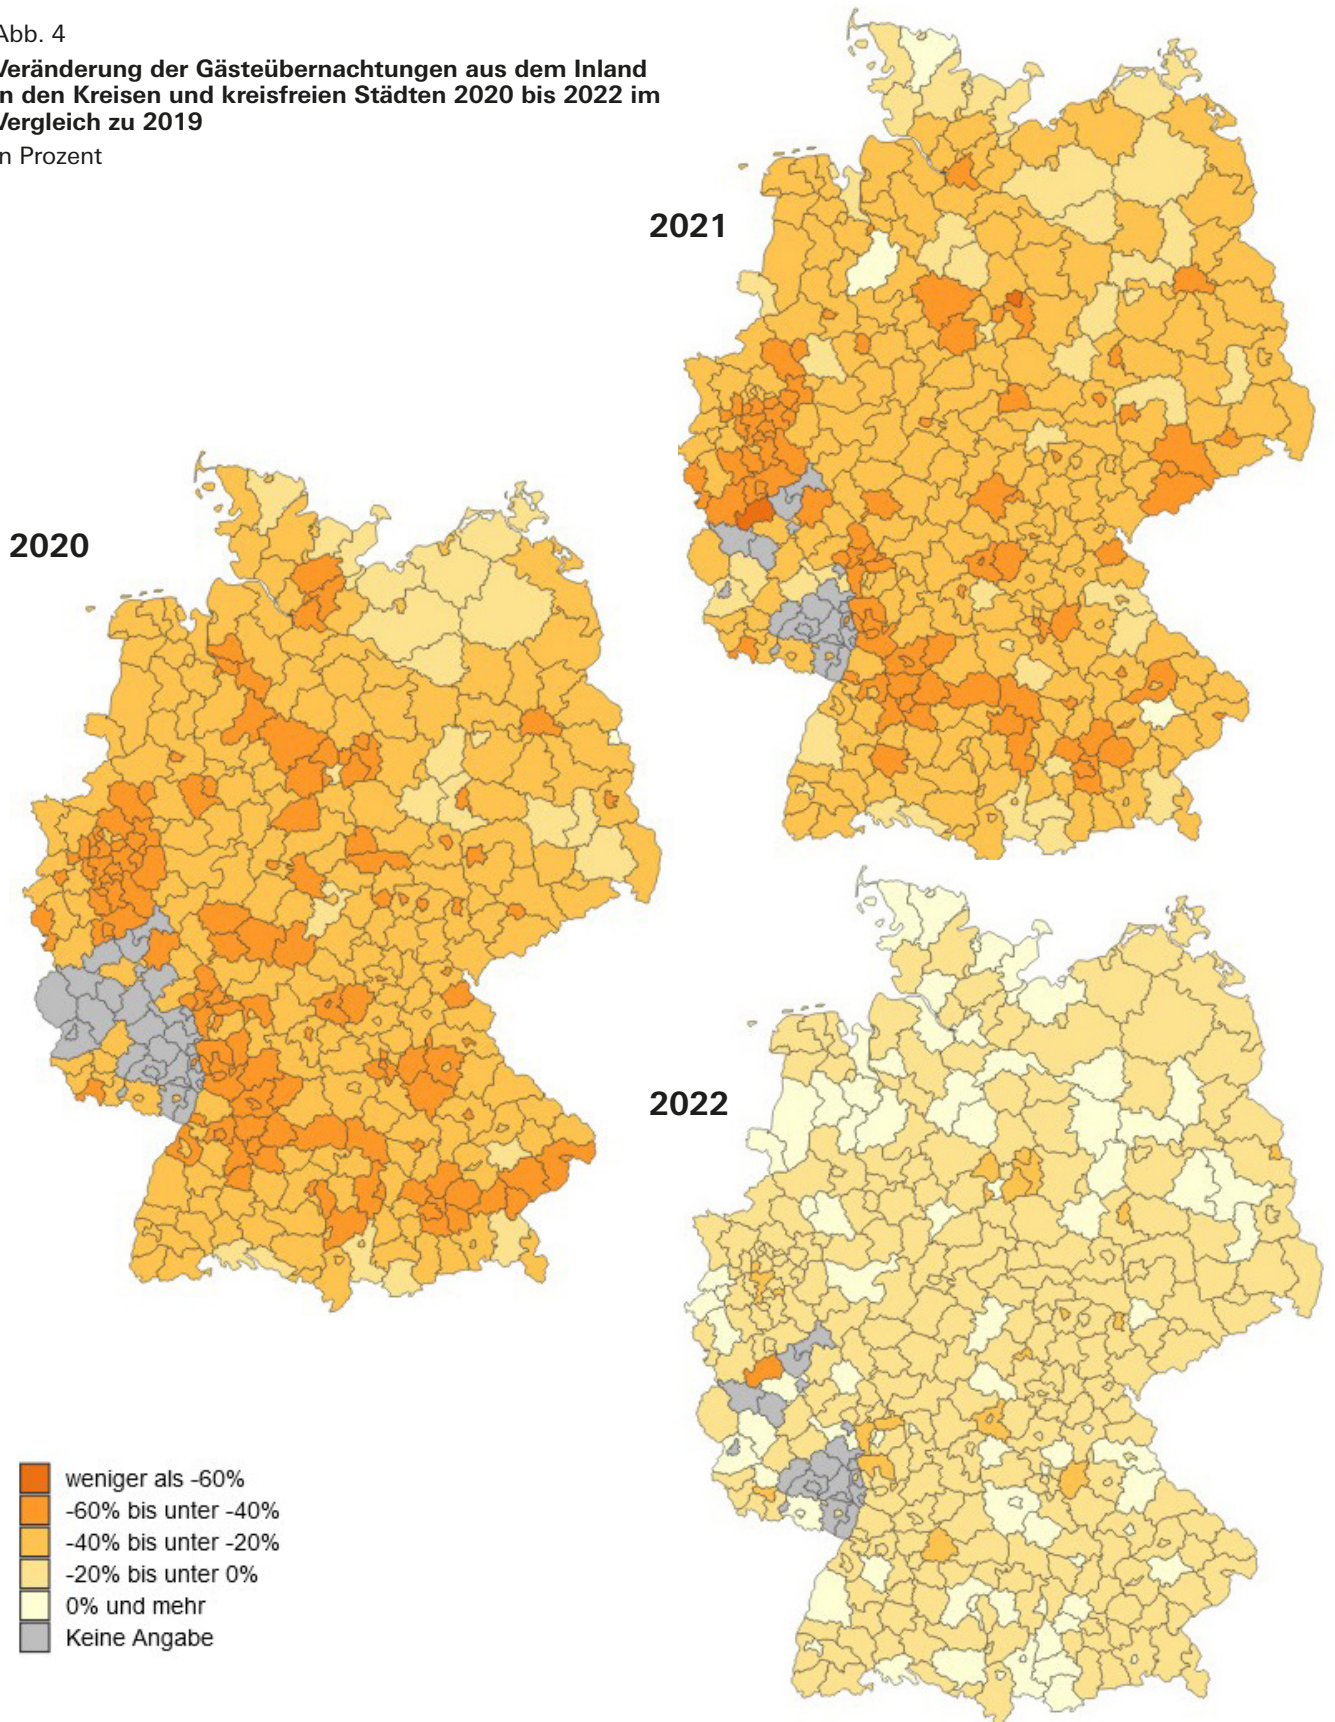 Abb. 4
Veränderung der Gästeübernachtungen aus dem Inland
in den Kreisen und kreisfreien Städten 2020 bis 2022 im
Vergleich zu 2019
in Prozent
2021
2020
2022
weniger als -60%
-60% bis unter -40%
-40% bis unter -20%
-20% bis unter 0%
0% und mehr
Keine Angabe